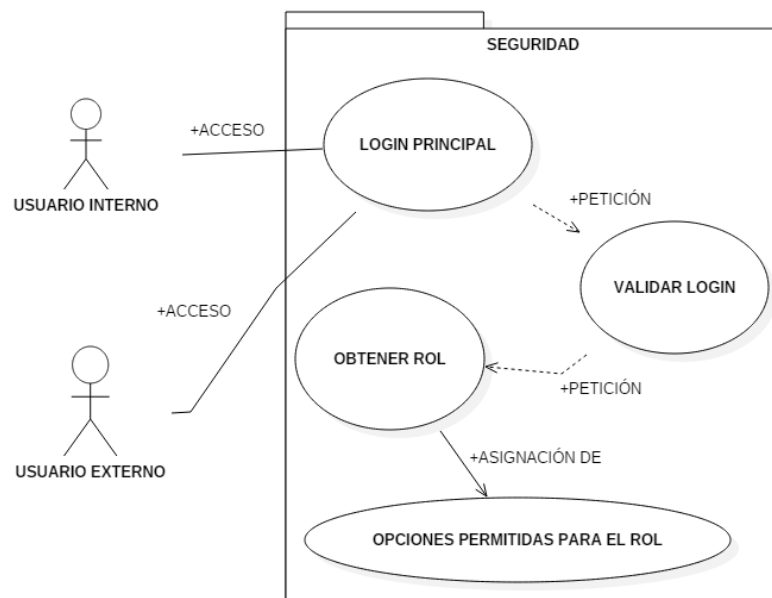 SEGURIDAD
+ACCESO
LOGIN PRINCIPAL
USUARIO INTERNO
+PETICIÓN
VALIDAR LOGIN
+ACCESO
OBTENER ROL
+PETICIÓN
USUARIO EXTERNO
+ASIGNACIÓN DE
OPCIONES PERMITIDAS PARA EL ROL